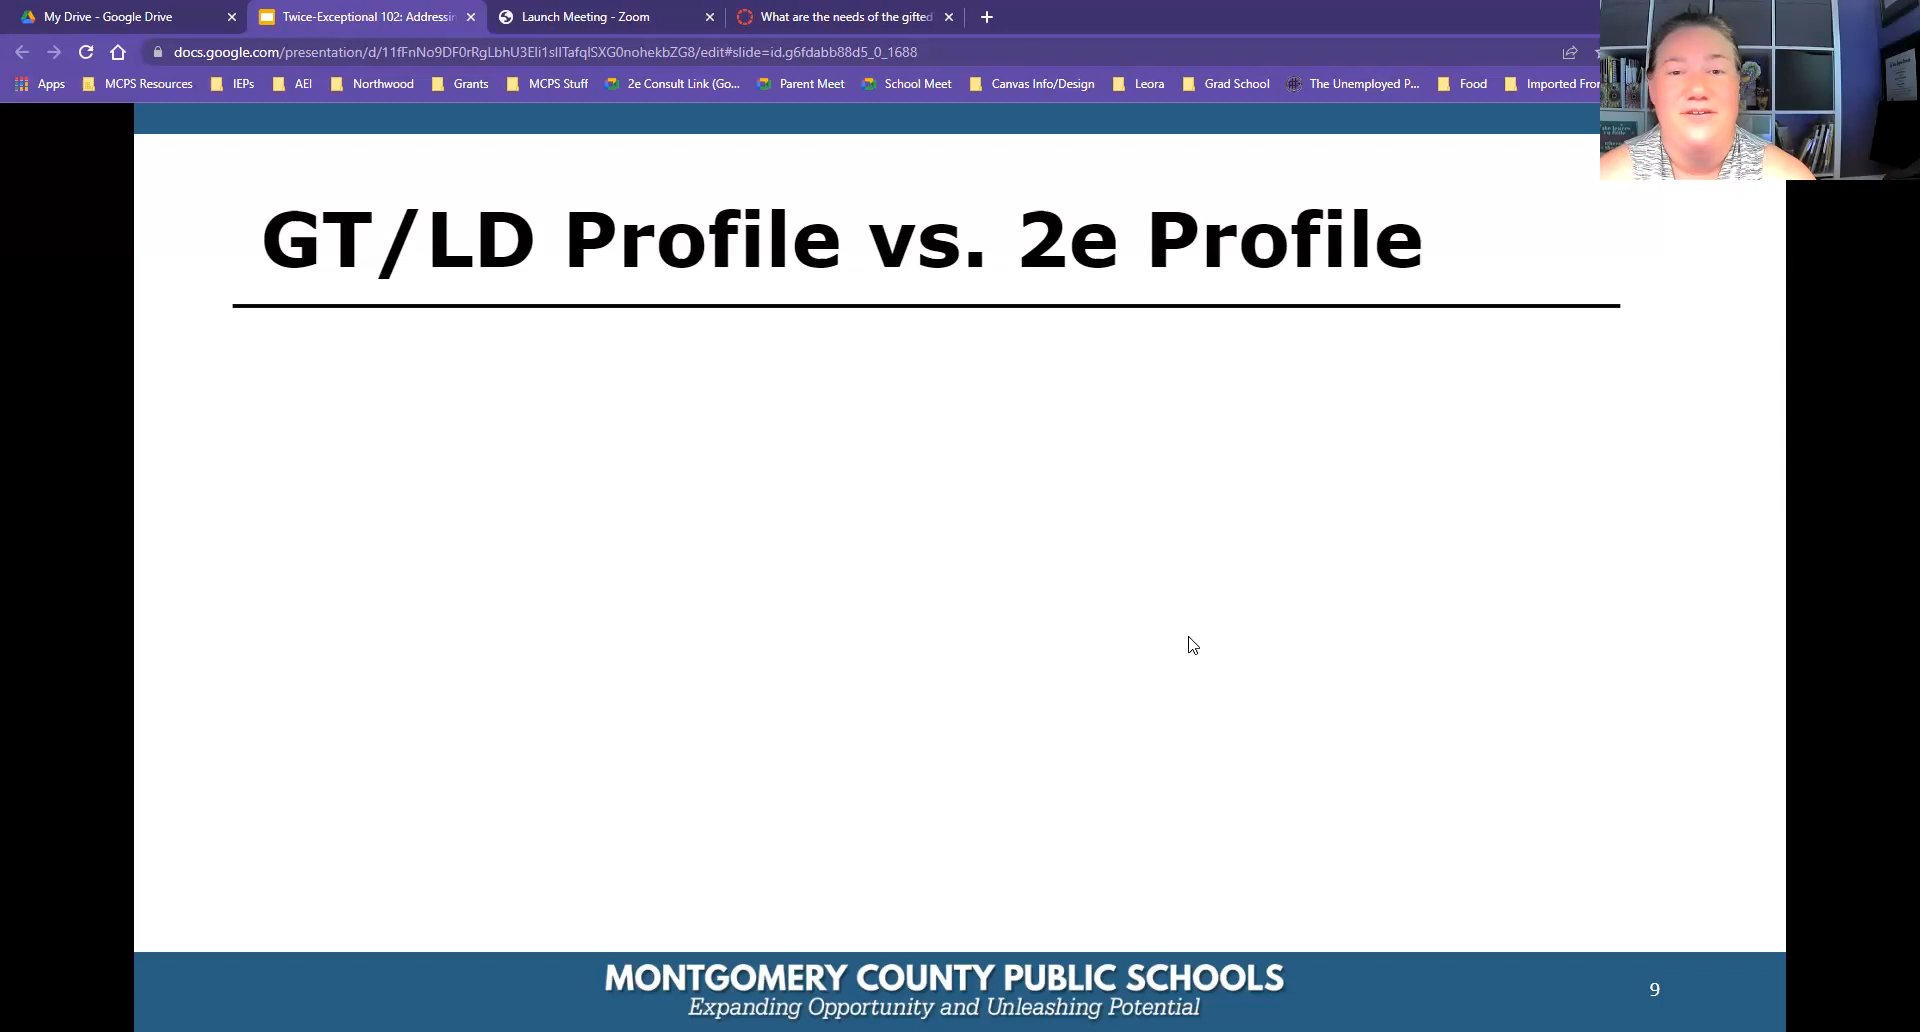 My Drive - Google Drive
Twice-Exceptional 102: Addressin
Launch Meeting - Zoom
What are the needs of the gifted
docs.google.com/presentation/d/11fFnNo9DF0rRgLbhU3Eli1sllTafqlSXG0nohekbZG8/edit#slide=id.g6fdabb88d5_0_1688
Apps MCPS Resources IEPs AEI Northwood Grants MCPS Stuff 2e Consult Link (Go... Parent Meet School Meet Canvas Info/Design Leora Grad School The Unemployed P... Food Imported Fror
GT/LD Profile vs. 2e Profile
MONTGOMERY COUNTY PUBLIC SCHOOLS
Expanding Opportunity and Unleashing Potential
9